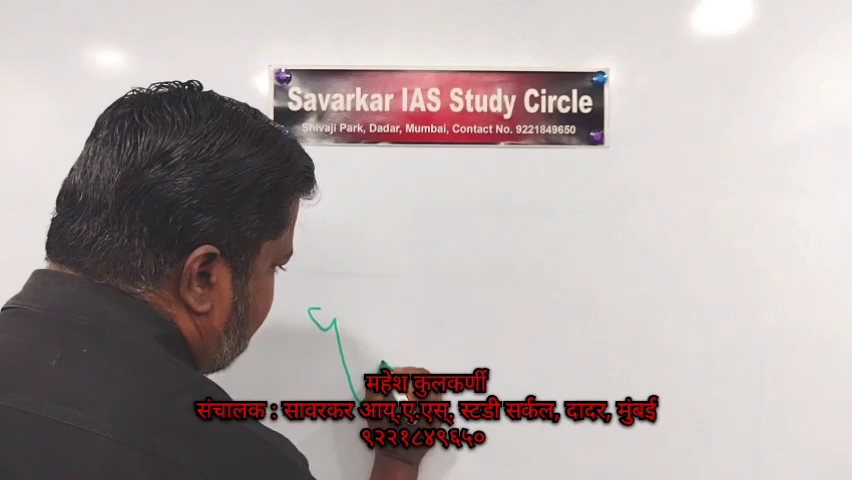 Savarkar IAS Study Circle
Shivaji Park, Dadar, Mumbai, Contact No. 9221849650
महेश कुलकर्णी
संचालक : सावरकर आय्.ए.एस्. स्टडी सर्कल, दादर, मुंबई
९२२१८४९६५०